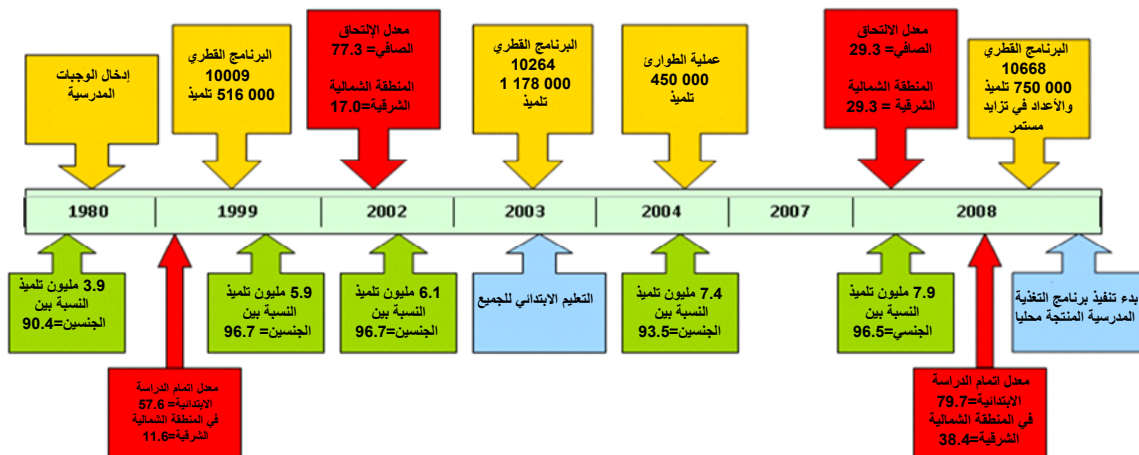 إدخال الوجبات
المدرسية
البرنامج القطري
10009
516 000 تلميذ
معدل الإلتحاق
الصافي= 77.3
المنطقة الشمالية
الشرقية=17.0
البرنامج القطري
10264
1 178 000
تلميذ
عملية الطوارئ
450 000
تلميذ
معدل الالتحاق
الصافي= 29.3
المنطقة الشمالية
الشرقية = 29.3
البرنامج القطري
10668
750 000 تلميذ
والأعداد في تزايد
مستمر
1980
1999
2002
2003
2004
2007
2008
3.9 مليون تلميذ
النسبة بين
الجنسين=90.4
معدل اتمام الدراسة
الابتدائية= 57.6
في المنطقة الشمالية
الشرقية=11.6
5.9 مليون تلميذ
النسبة بين
الجنسين=96.7
6.1 مليون تلميذ
النسبة بين
الجنسين=96.7
التعليم الابتدائي للجميع
7.4 مليون تلميذ
النسبة بين
الجنسين=93.5
7.9 مليون تلميذ
النسبة بين
الجنسي=96.5
معدل اتمام الدراسة
الابتدائية=79.7
في المنطقة الشمالية
الشرقية=38.4
بدء تنفيذ برنامج التغذية
المدرسية المنتجة محليا